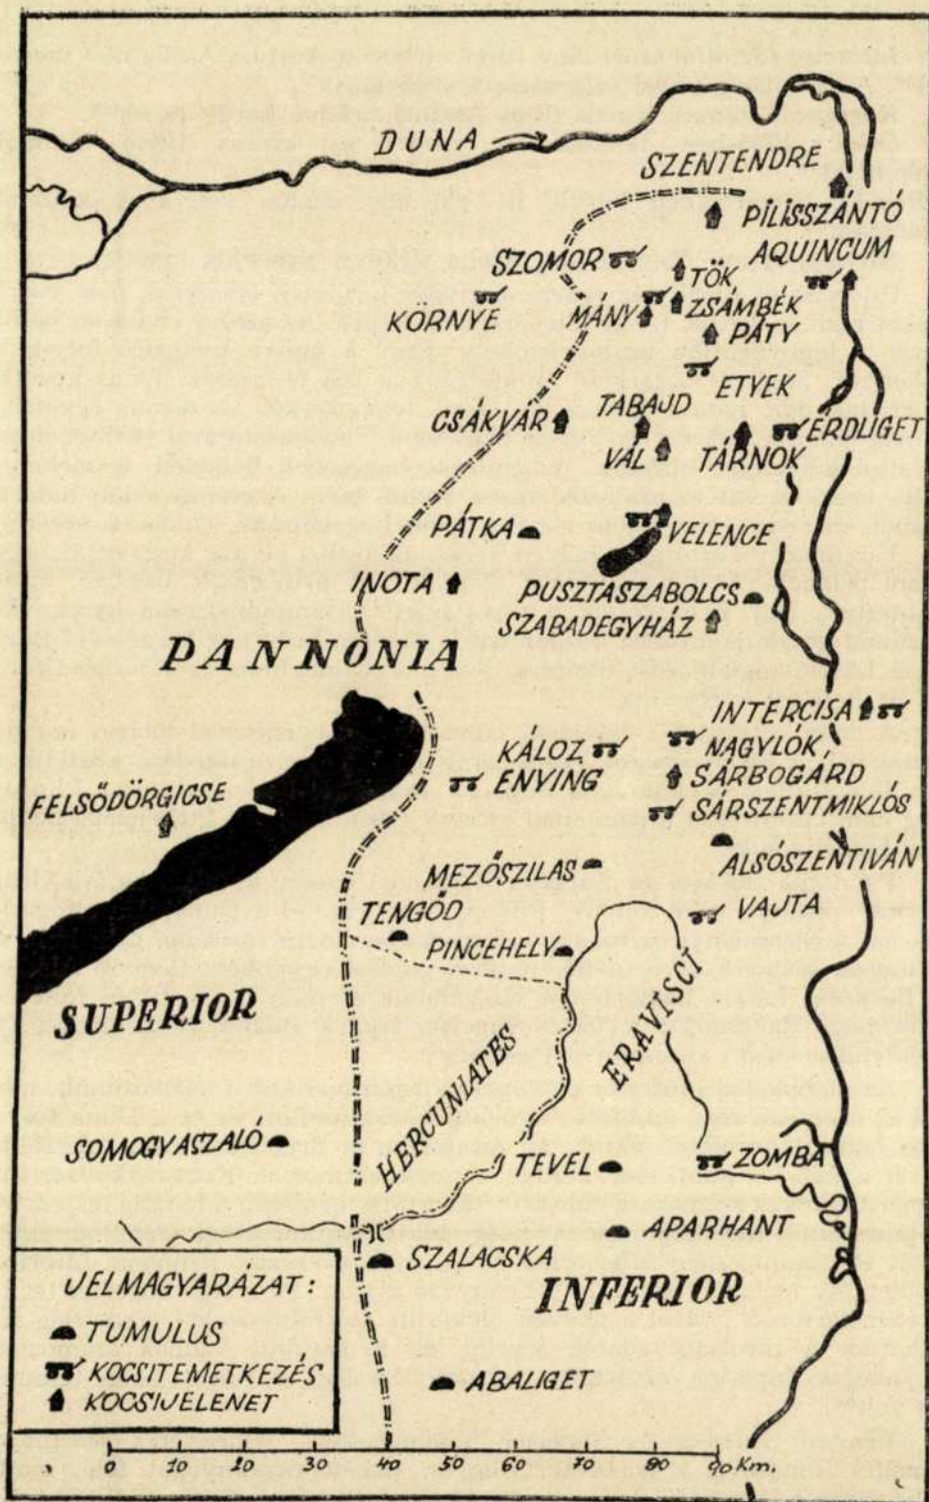 DUNA
SZENTENDRE
PILISSZÁNTÓ
AQUINCUM
SZOMOR
TÖK
KÖRNYE
MÁNY
ZSÁMBÉK
PÁTY
ETYEK
TABAJD
CSÁKVÁR
ÉRDLIGET
VÁL
TÁRNOK
PÁTKA
VELENCE
INOTA
PUSZTASZABOLCS
SZABADEGYHÁZ
PANNONIA
INTERCISA
KÁLOZ
NAGYLÓK,
ENYING
SÁRBOGÁRD
FELSŐDÖRGICSE
SÁRSZENTMIKLÓS
ALSÓSZENTIVÁN
MEZŐSZILAS
TENGŐD
VAJTA
PINCEHELY
SUPERIOR
ERAVISCI
HERCUNIATES
SOMOGYASZALÓ
TEVEL
ZOMBA
APARHANT
SZALACSKA
INFERIOR
JELMAGYARÁZAT:
TUMULUS
KOCSITEMETKEZÉS
KOCSIJELENET
ABALIGET
0 10 20 30 40 50 60 70 80 90 Km.